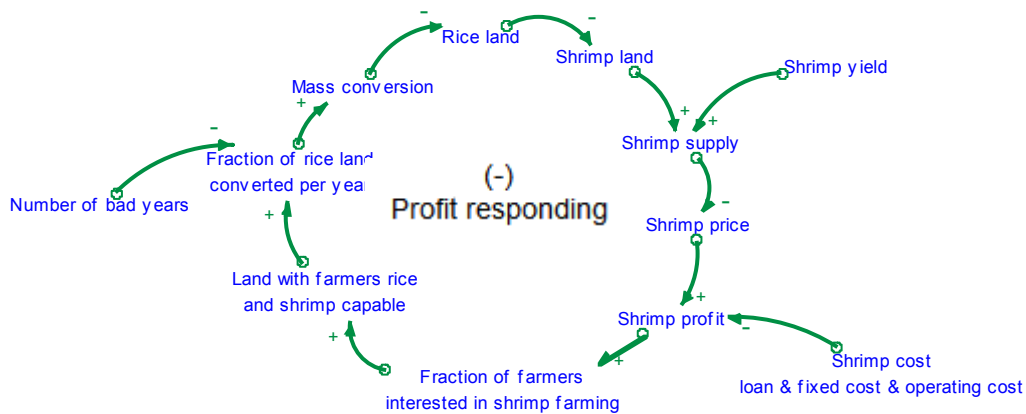 Rice land
Shrimp land
Shrimp yield
Mass conversion
Shrimp supply
Fraction of rice land
converted per year
(-)
Profit responding
Number of bad years
Shrimp price
Land with farmers rice
and shrimp capable
Shrimp profit
Shrimp cost
loan & fixed cost & operating cost
Fraction of farmers
interested in shrimp farming
-
-
+
+
+
-
-
+
+
-
+
+